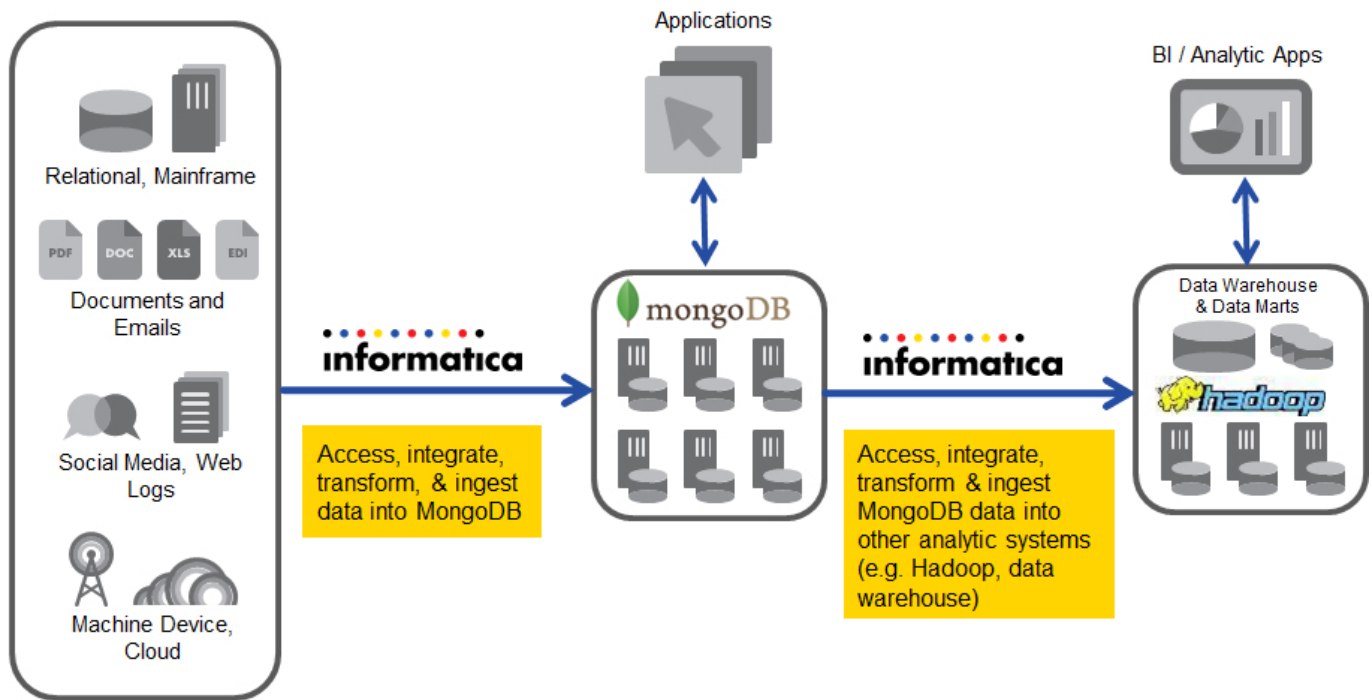 Applications
BI / Analytic Apps
Relational, Mainframe
PDF
DOC
XLS
EDI
Documents and
Emails
Social Media, Web
Logs
Machine Device,
Cloud
informatica
Access, integrate,
transform, & ingest
data into MongoDB
mongoDB
informatica
Access, integrate,
transform & ingest
MongoDB data into
other analytic systems
(e.g. Hadoop, data
warehouse)
Data Warehouse
& Data Marts
hadoop